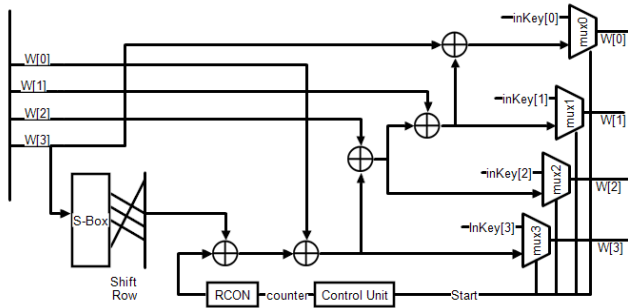 inKey[0]
mux0
W[0]
W[0]
W[1]
W[2]
W[3]
inKey[1]
mux1
W[1]
inKey[2]
mux2
W[2]
S-Box
InKey[3]
mux3
W[3]
Shift
Row
RCON
counter
Control Unit
Start